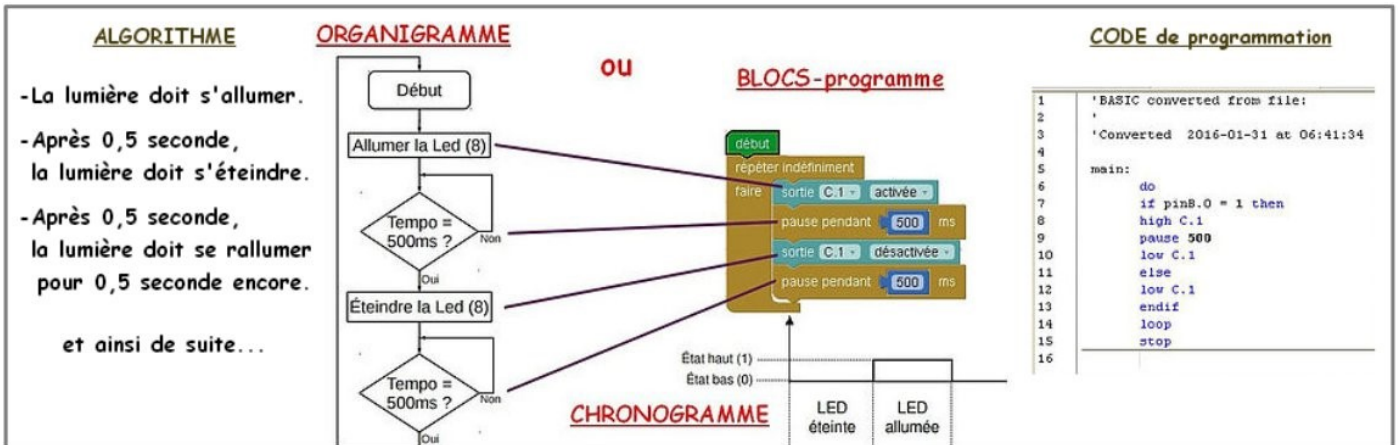 ALGORITHME
-La lumière doit s'allumer.
-Après 0,5 seconde,
la lumière doit s'éteindre.
-Après 0,5 seconde,
la lumière doit se rallumer
pour 0,5 seconde encore.
et ainsi de suite...
ORGANIGRAMME
Début
Allumer la Led (8)
Tempo =
500ms ?
Non
Oui
Éteindre la Led (8)
Tempo =
500ms ?
Non
Oui
ou
BLOCS-programme
début
répéter indéfiniment
faire
sortie C.1 activée
pause pendant 500 ms
sortie C.1 désactivée
pause pendant 500 ms
État haut (1)
État bas (0)
CHRONOGRAMME
LED
éteinte
LED
allumée
CODE de programmation
1 'BASIC converted from file:
2 '
3 'Converted 2016-01-31 at 06:41:34
4
5 main:
6 do
7 if pinB.0 = 1 then
8 high C.1
9 pause 500
10 low C.1
11 else
12 low C.1
13 endif
14 loop
15 stop
16